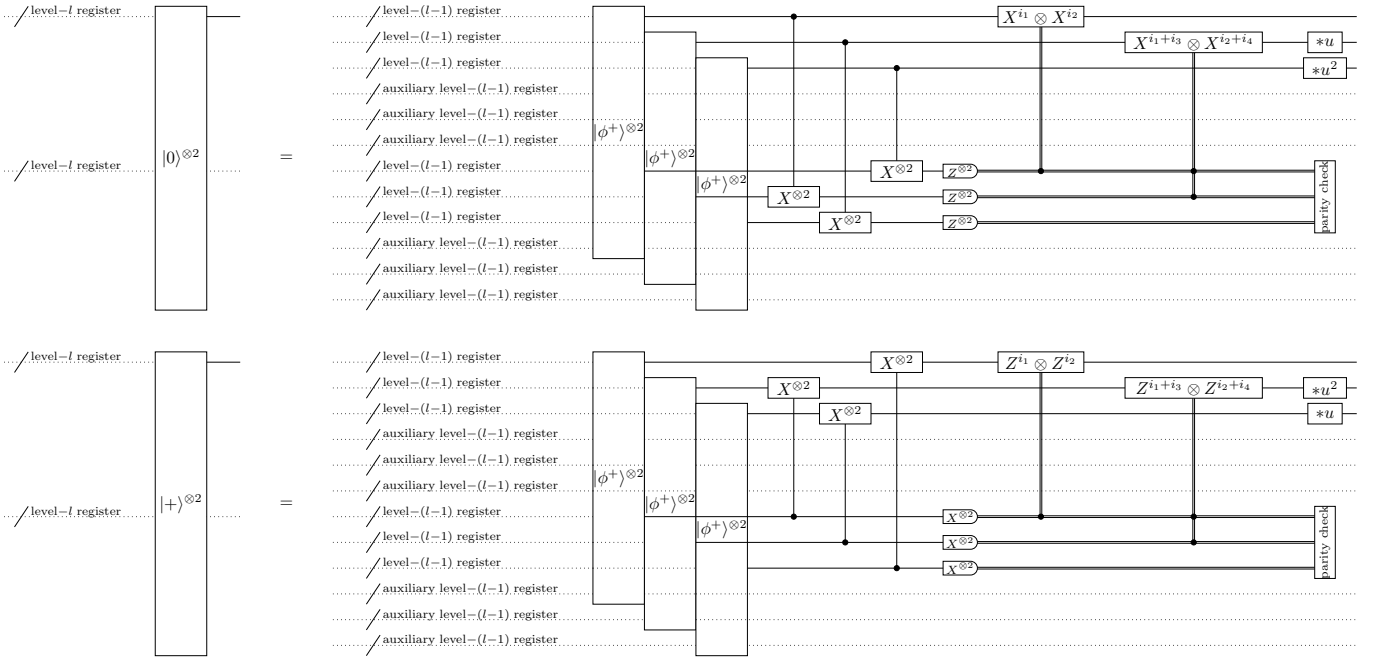 level−l register
level−l register
|0⟩⊗2
=
level−(l−1) register
level−(l−1) register
level−(l−1) register
auxiliary level−(l−1) register
auxiliary level−(l−1) register
auxiliary level−(l−1) register
level−(l−1) register
level−(l−1) register
level−(l−1) register
auxiliary level−(l−1) register
auxiliary level−(l−1) register
auxiliary level−(l−1) register
|ϕ⁺⟩⊗2
|ϕ⁺⟩⊗2
|ϕ⁺⟩⊗2
X⊗2
X⊗2
X⊗2
Z⊗2
Z⊗2
Z⊗2
X^{i₁} ⊗ X^{i₂}
X^{i₁+i₃} ⊗ X^{i₂+i₄}
∗u
∗u²
parity check
level−l register
level−l register
|+⟩⊗2
=
level−(l−1) register
level−(l−1) register
level−(l−1) register
auxiliary level−(l−1) register
auxiliary level−(l−1) register
auxiliary level−(l−1) register
level−(l−1) register
level−(l−1) register
level−(l−1) register
auxiliary level−(l−1) register
auxiliary level−(l−1) register
auxiliary level−(l−1) register
|ϕ⁺⟩⊗2
|ϕ⁺⟩⊗2
|ϕ⁺⟩⊗2
X⊗2
X⊗2
X⊗2
X⊗2
X⊗2
X⊗2
Z^{i₁} ⊗ Z^{i₂}
Z^{i₁+i₃} ⊗ Z^{i₂+i₄}
∗u²
∗u
parity check